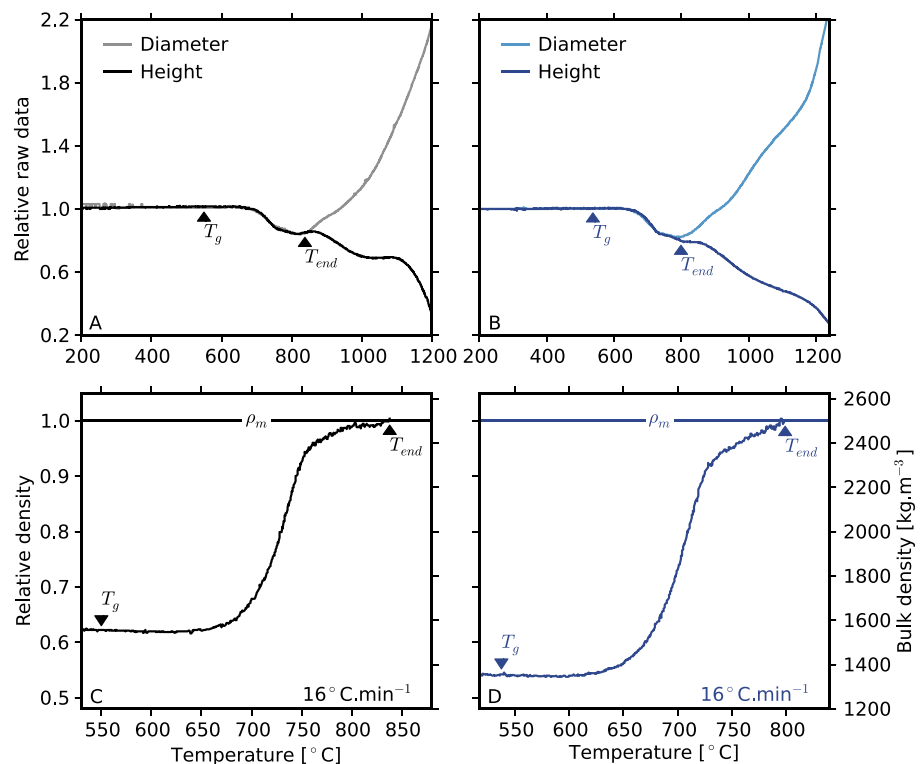 2.2
1.8
1.4
1.0
0.6
0.2
Relative raw data
Diameter
Height
T_g
T_end
A
200 400 600 800 1000 1200
Diameter
Height
T_g
T_end
B
200 400 600 800 1000 1200
1.0
0.9
0.8
0.7
0.6
0.5
Relative density
ρ_m
T_end
T_g
C
16°C.min⁻¹
550 600 650 700 750 800 850
Temperature [°C]
ρ_m
T_end
T_g
D
16°C.min⁻¹
550 600 650 700 750 800
Temperature [°C]
2600
2400
2200
2000
1800
1600
1400
1200
Bulk density [kg.m⁻³]